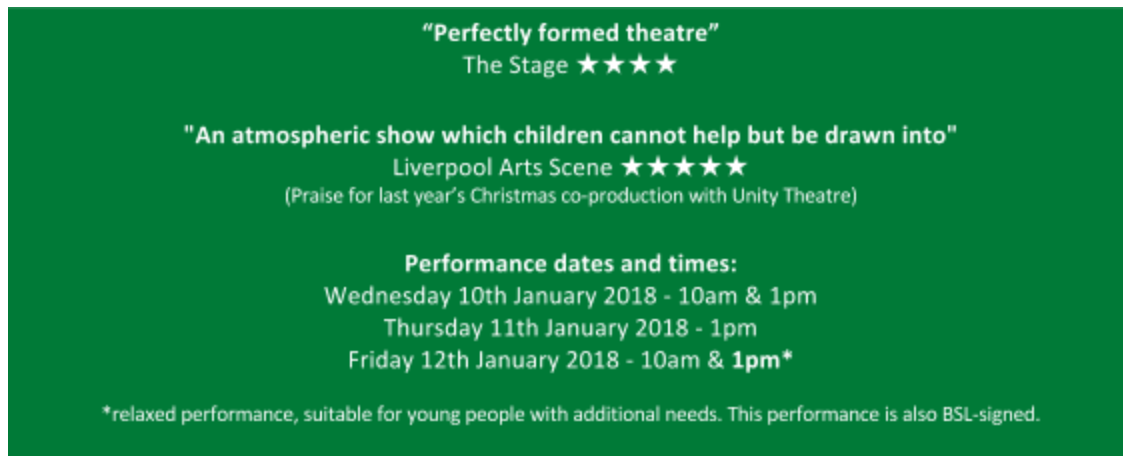 “Perfectly formed theatre”
The Stage ★★★★
"An atmospheric show which children cannot help but be drawn into"
Liverpool Arts Scene ★★★★★
(Praise for last year’s Christmas co-production with Unity Theatre)
Performance dates and times:
Wednesday 10th January 2018 - 10am & 1pm
Thursday 11th January 2018 - 1pm
Friday 12th January 2018 - 10am & 1pm*
*relaxed performance, suitable for young people with additional needs. This performance is also BSL-signed.